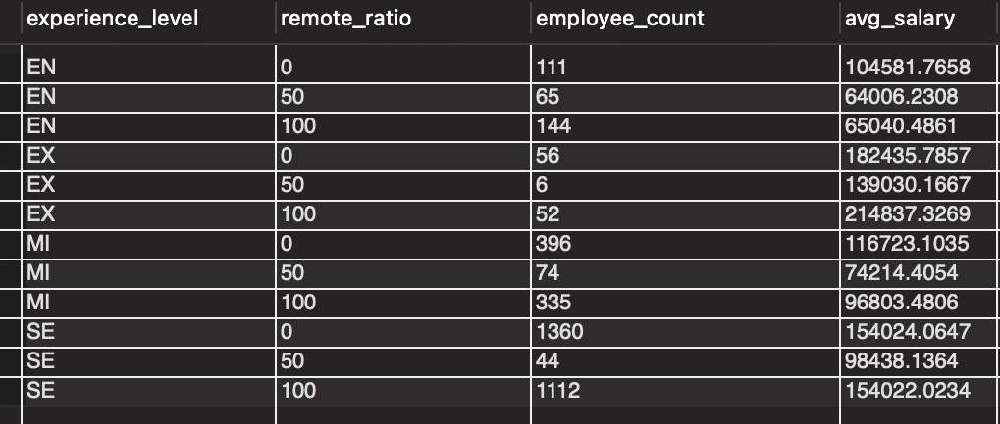 experience_level remote_ratio employee_count avg_salary
EN 0 111 104581.7658
EN 50 65 64006.2308
EN 100 144 65040.4861
EX 0 56 182435.7857
EX 50 6 139030.1667
EX 100 52 214837.3269
MI 0 396 116723.1035
MI 50 74 74214.4054
MI 100 335 96803.4806
SE 0 1360 154024.0647
SE 50 44 98438.1364
SE 100 1112 154022.0234